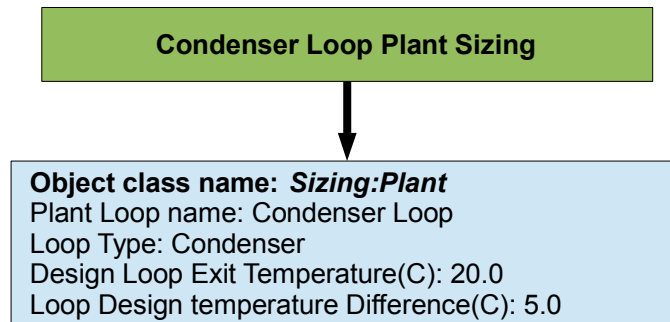 Condenser Loop Plant Sizing
Object class name: Sizing:Plant
Plant Loop name: Condenser Loop
Loop Type: Condenser
Design Loop Exit Temperature(C): 20.0
Loop Design temperature Difference(C): 5.0